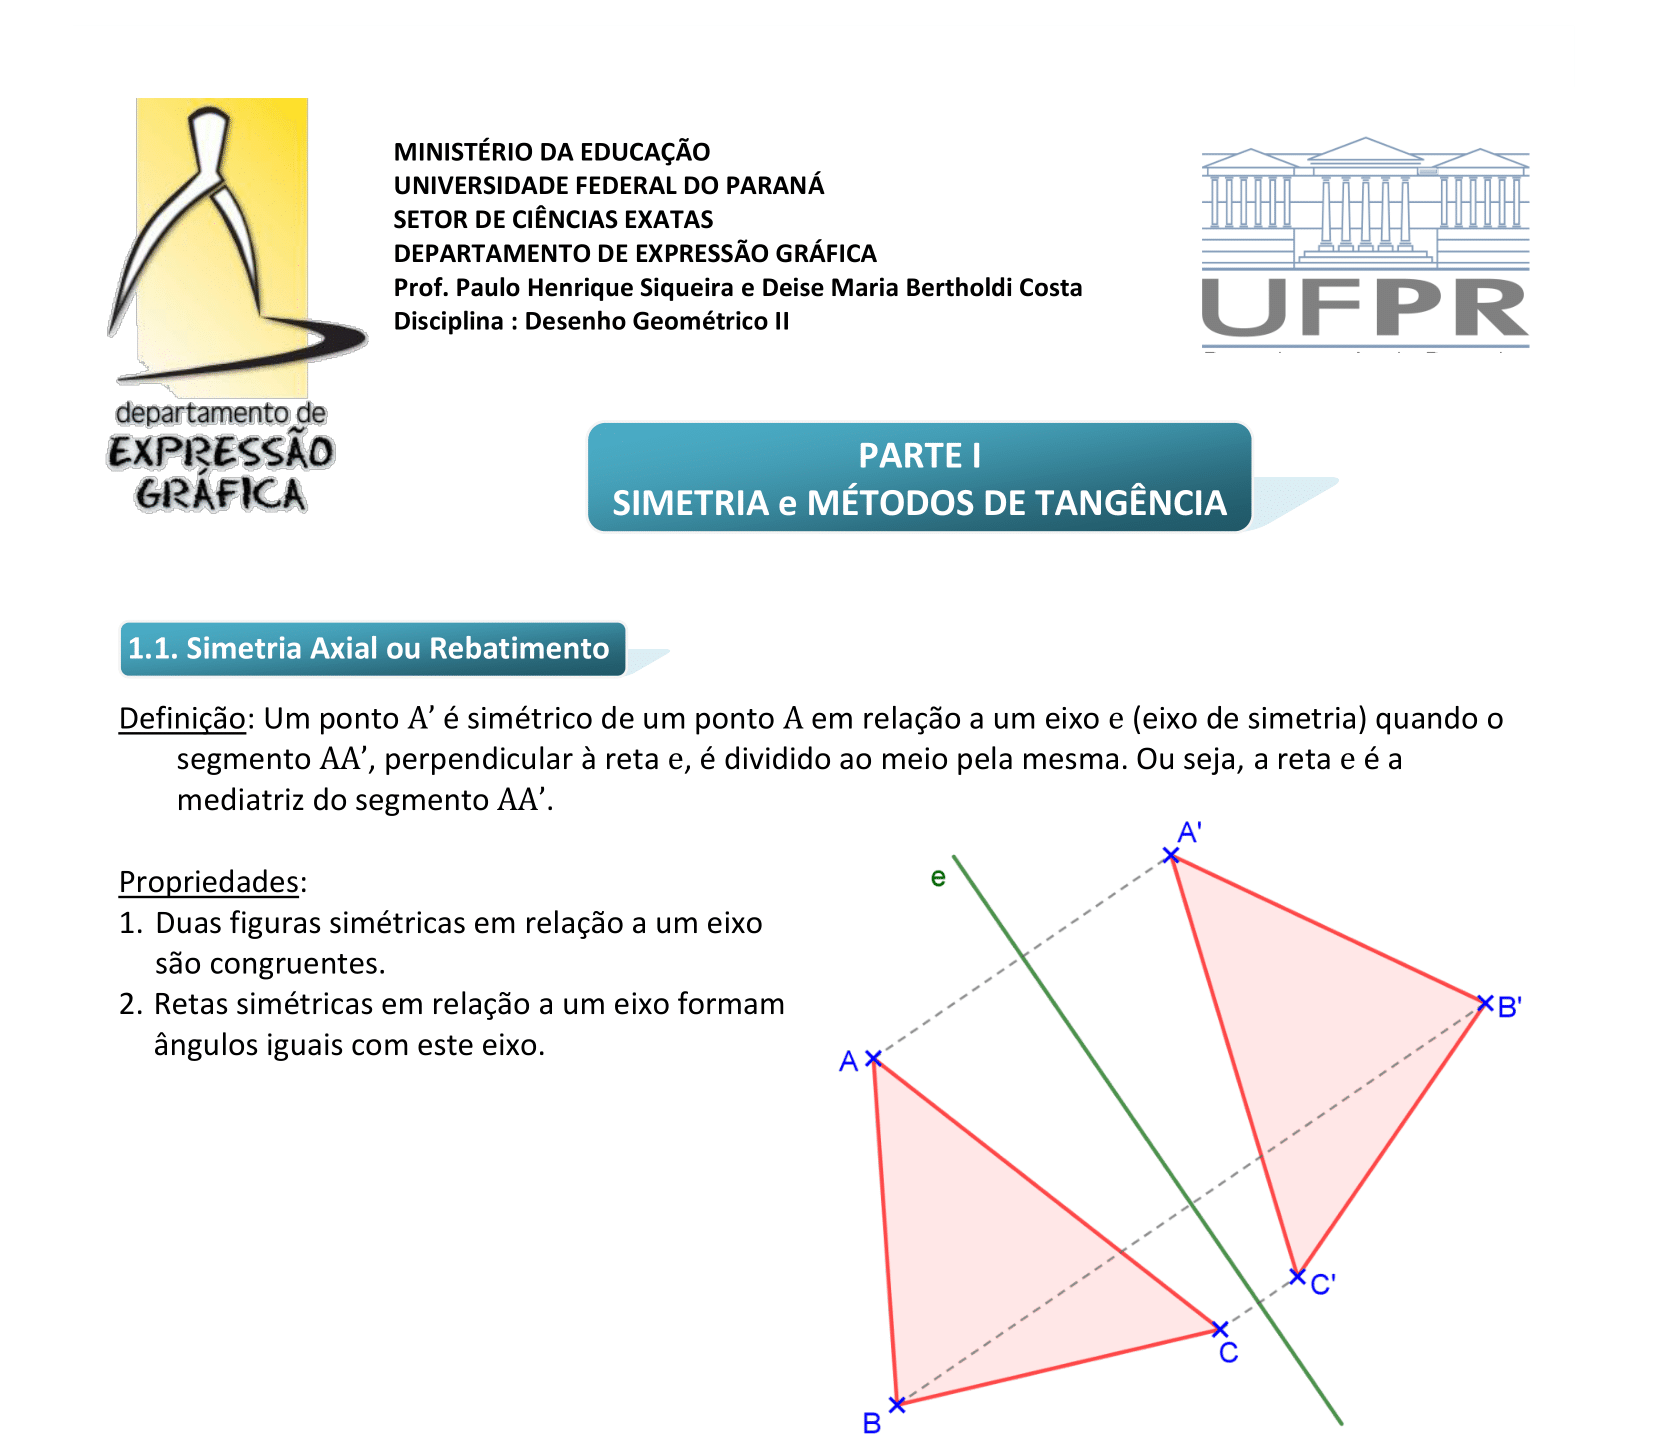 MINISTÉRIO DA EDUCAÇÃO
UNIVERSIDADE FEDERAL DO PARANÁ
SETOR DE CIÊNCIAS EXATAS
DEPARTAMENTO DE EXPRESSÃO GRÁFICA
Prof. Paulo Henrique Siqueira e Deise Maria Bertholdi Costa
Disciplina : Desenho Geométrico II
UFPR
departamento de
EXPRESSÃO
GRÁFICA
PARTE I
SIMETRIA e MÉTODOS DE TANGÊNCIA
1.1. Simetria Axial ou Rebatimento
Definição: Um ponto A’ é simétrico de um ponto A em relação a um eixo e (eixo de simetria) quando o
segmento AA’, perpendicular à reta e, é dividido ao meio pela mesma. Ou seja, a reta e é a
mediatriz do segmento AA’.
Propriedades:
1. Duas figuras simétricas em relação a um eixo
são congruentes.
2. Retas simétricas em relação a um eixo formam
ângulos iguais com este eixo.
A'
e
B'
A
C'
C
B